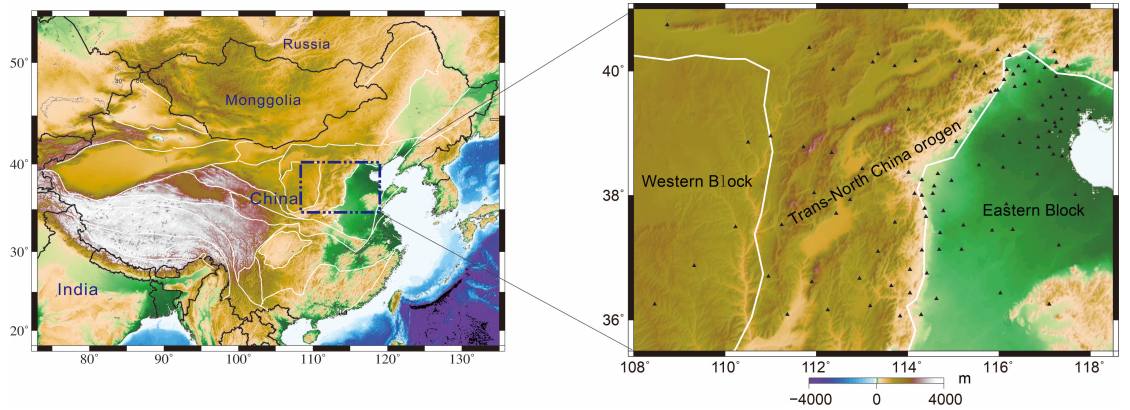 Russia
50°
Monggolia
40°
China
30°
India
20°
80°
90°
100°
110°
120°
130°
40°
Western Block
Trans-North China orogen
38°
Eastern Block
36°
108°
110°
112°
114°
116°
118°
m
−4000
0
4000